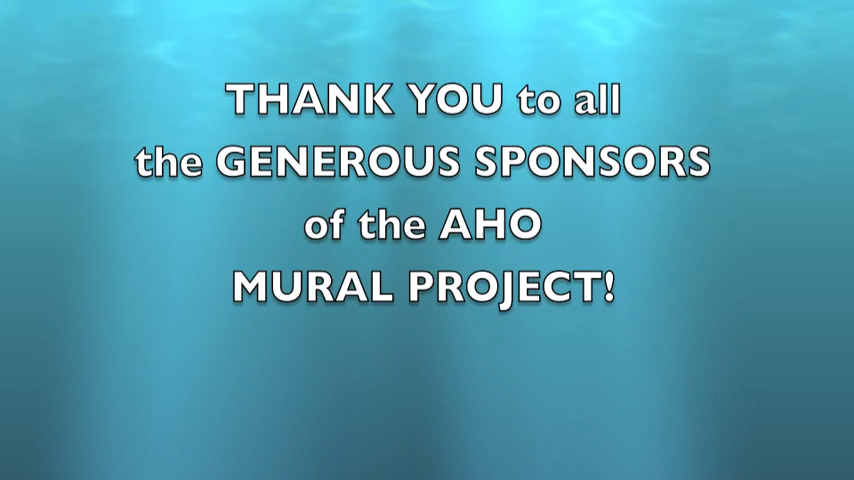 THANK YOU to all
the GENEROUS SPONSORS
of the AHO
MURAL PROJECT!